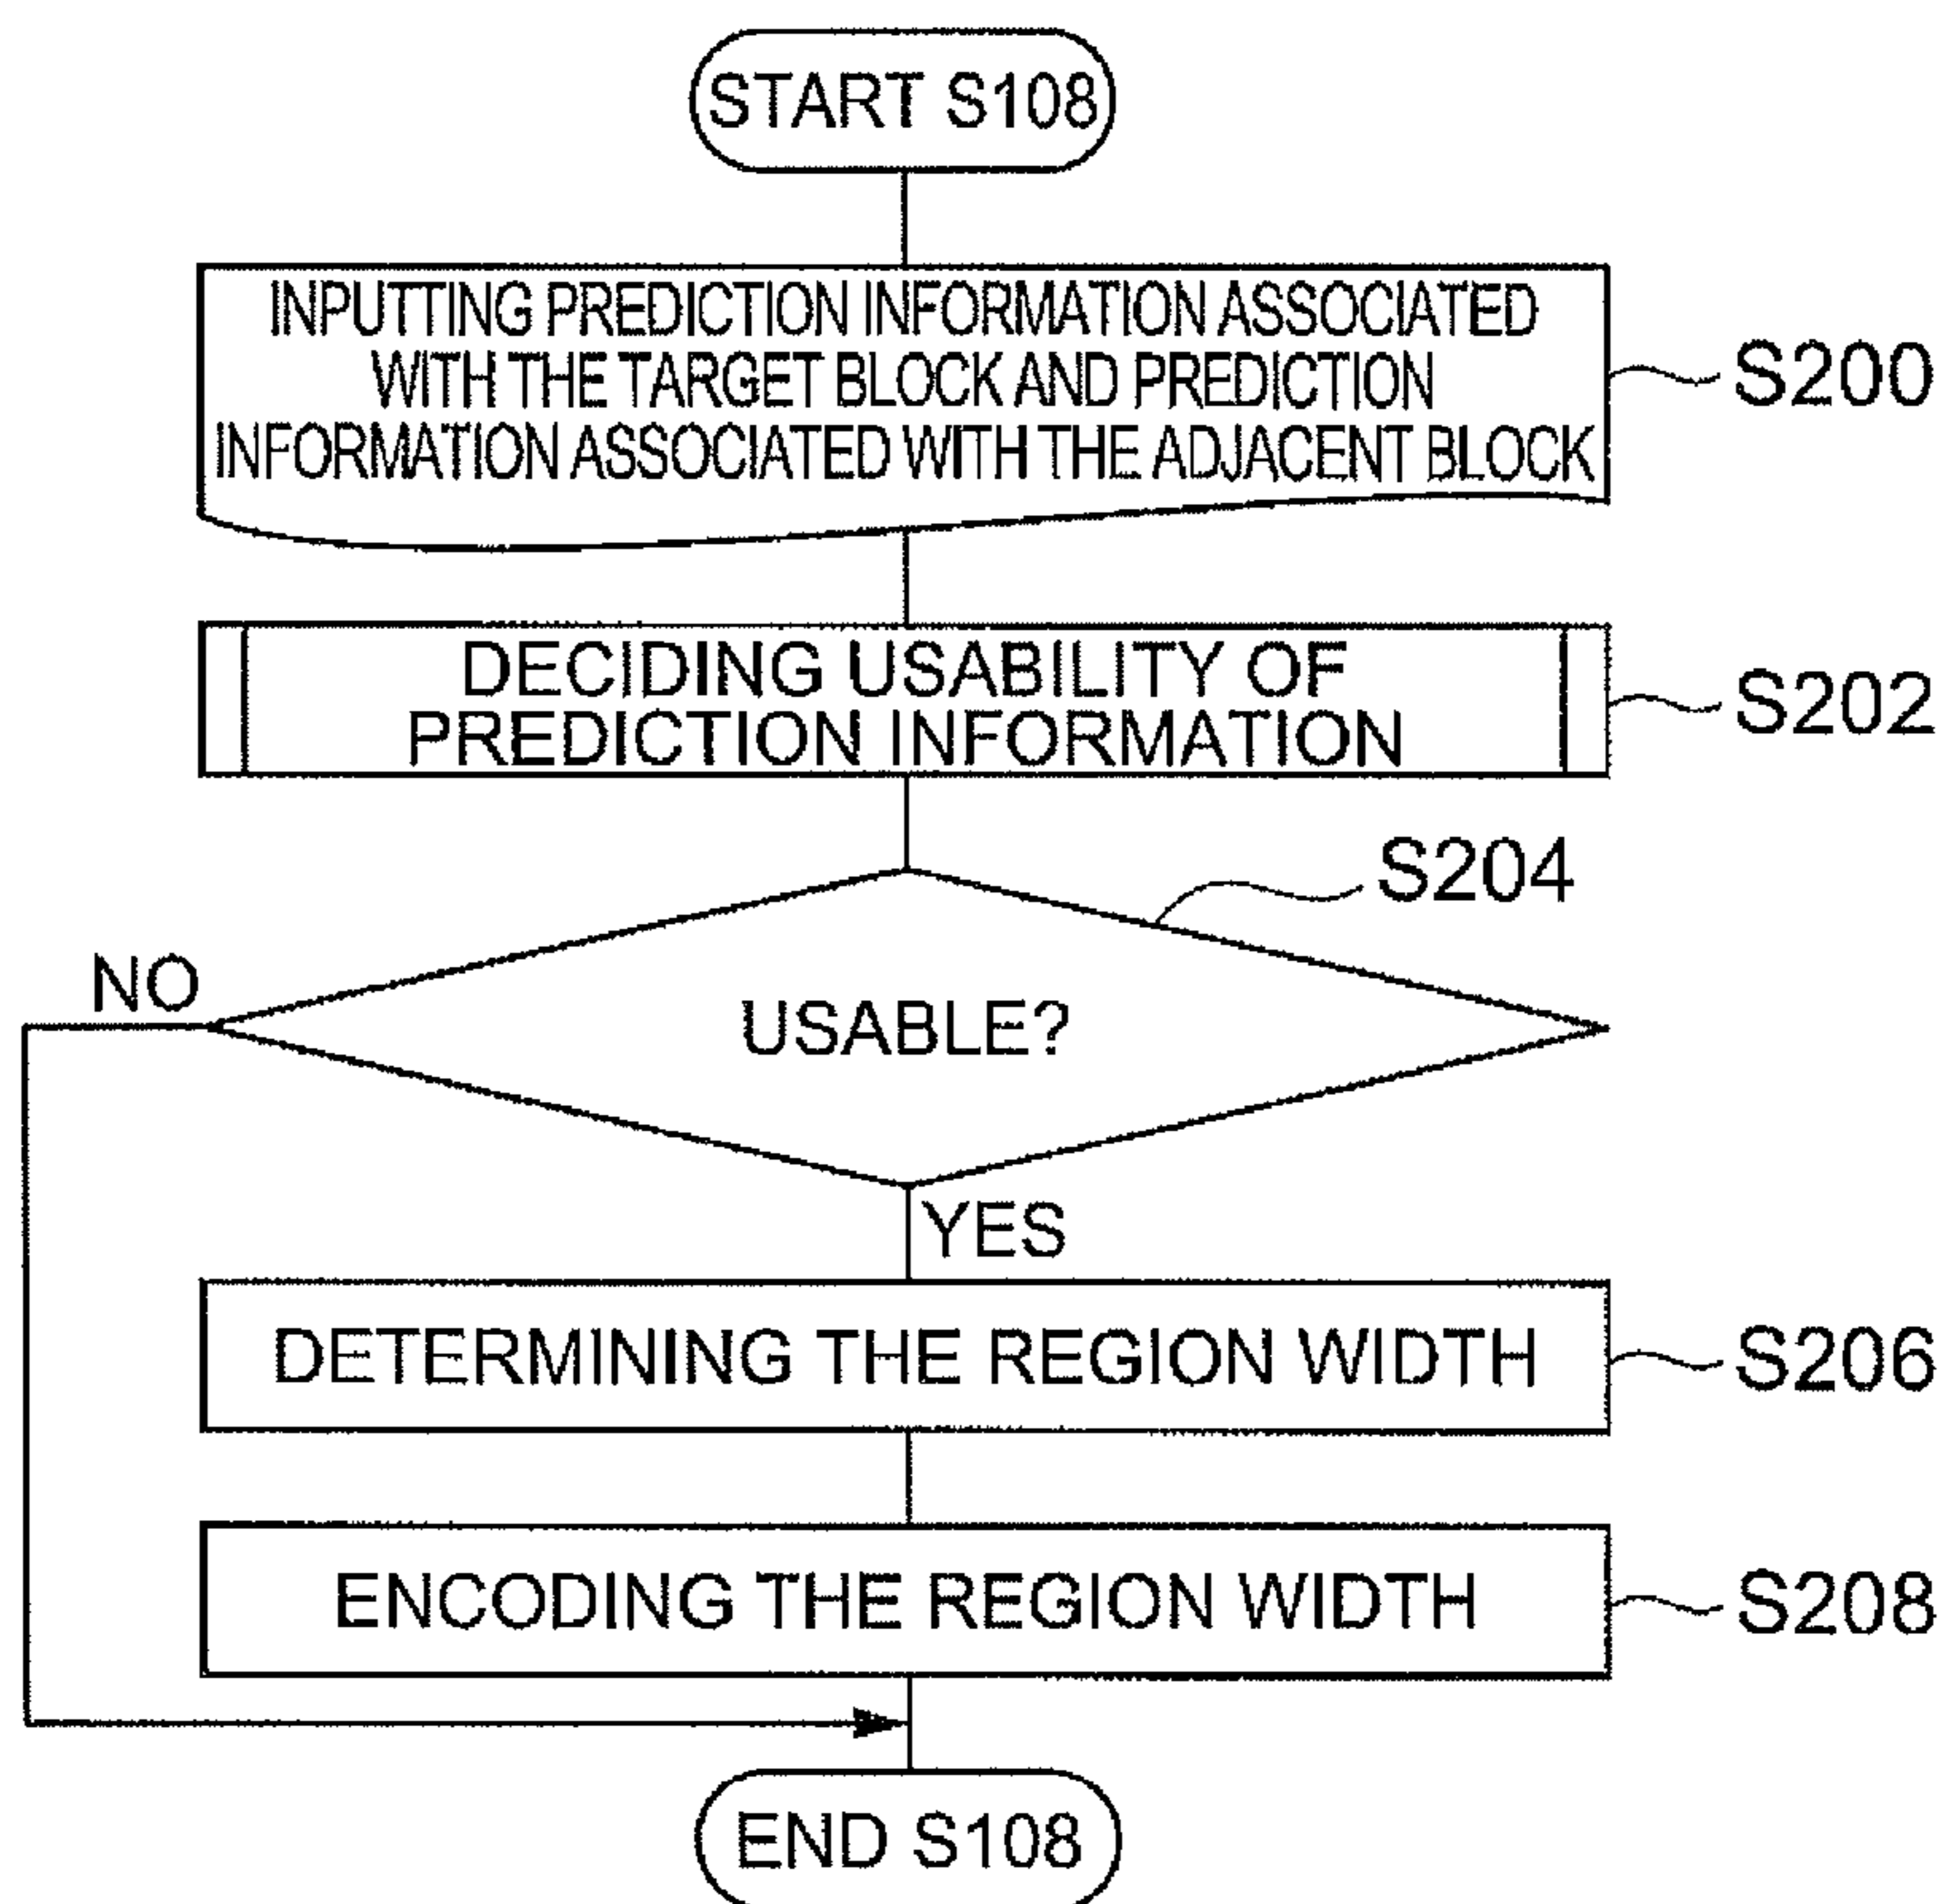 START S108
INPUTTING PREDICTION INFORMATION ASSOCIATED
WITH THE TARGET BLOCK AND PREDICTION
INFORMATION ASSOCIATED WITH THE ADJACENT BLOCK
S200
DECIDING USABILITY OF
PREDICTION INFORMATION
S202
S204
NO
USABLE?
YES
DETERMINING THE REGION WIDTH
S206
ENCODING THE REGION WIDTH
S208
END S108